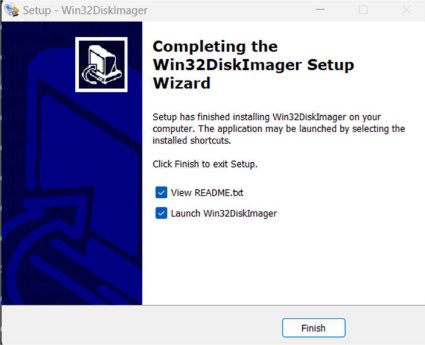 Setup - Win32DiskImager
Completing the
Win32DiskImager Setup
Wizard
Setup has finished installing Win32DiskImager on your
computer. The application may be launched by selecting the
installed shortcuts.
Click Finish to exit Setup.
View README.txt
Launch Win32DiskImager
Finish